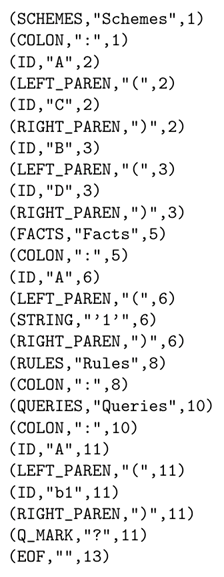 (SCHEMES,"Schemes",1)
(COLON,":",1)
(ID,"A",2)
(LEFT_PAREN,"(",2)
(ID,"C",2)
(RIGHT_PAREN,")",2)
(ID,"B",3)
(LEFT_PAREN,"(",3)
(ID,"D",3)
(RIGHT_PAREN,")",3)
(FACTS,"Facts",5)
(COLON,":",5)
(ID,"A",6)
(LEFT_PAREN,"(",6)
(STRING,"’1’",6)
(RIGHT_PAREN,")",6)
(RULES,"Rules",8)
(COLON,":",8)
(QUERIES,"Queries",10)
(COLON,":",10)
(ID,"A",11)
(LEFT_PAREN,"(",11)
(ID,"b1",11)
(RIGHT_PAREN,")",11)
(Q_MARK,"?",11)
(EOF,"",13)